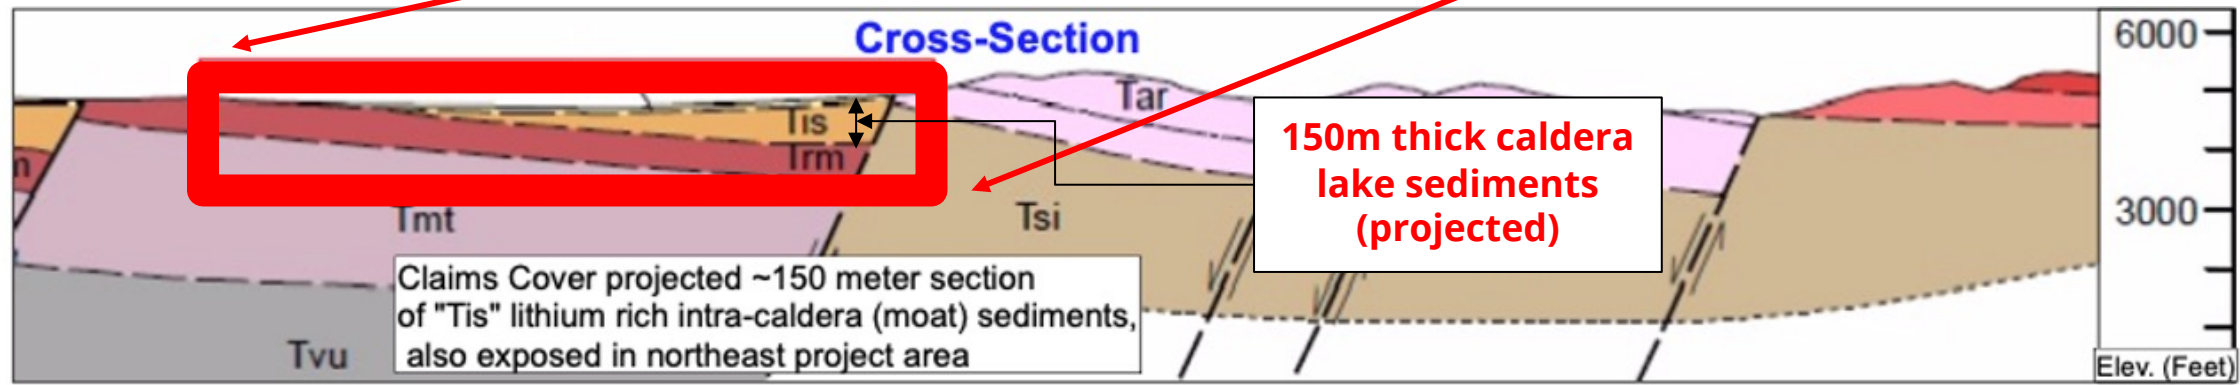 Cross-Section
6000
Tar
Tis
Trm
m
150m thick caldera
lake sediments
(projected)
Tmt
Tsi
3000
Claims Cover projected ~150 meter section
of "Tis" lithium rich intra-caldera (moat) sediments,
also exposed in northeast project area
Tvu
Elev. (Feet)